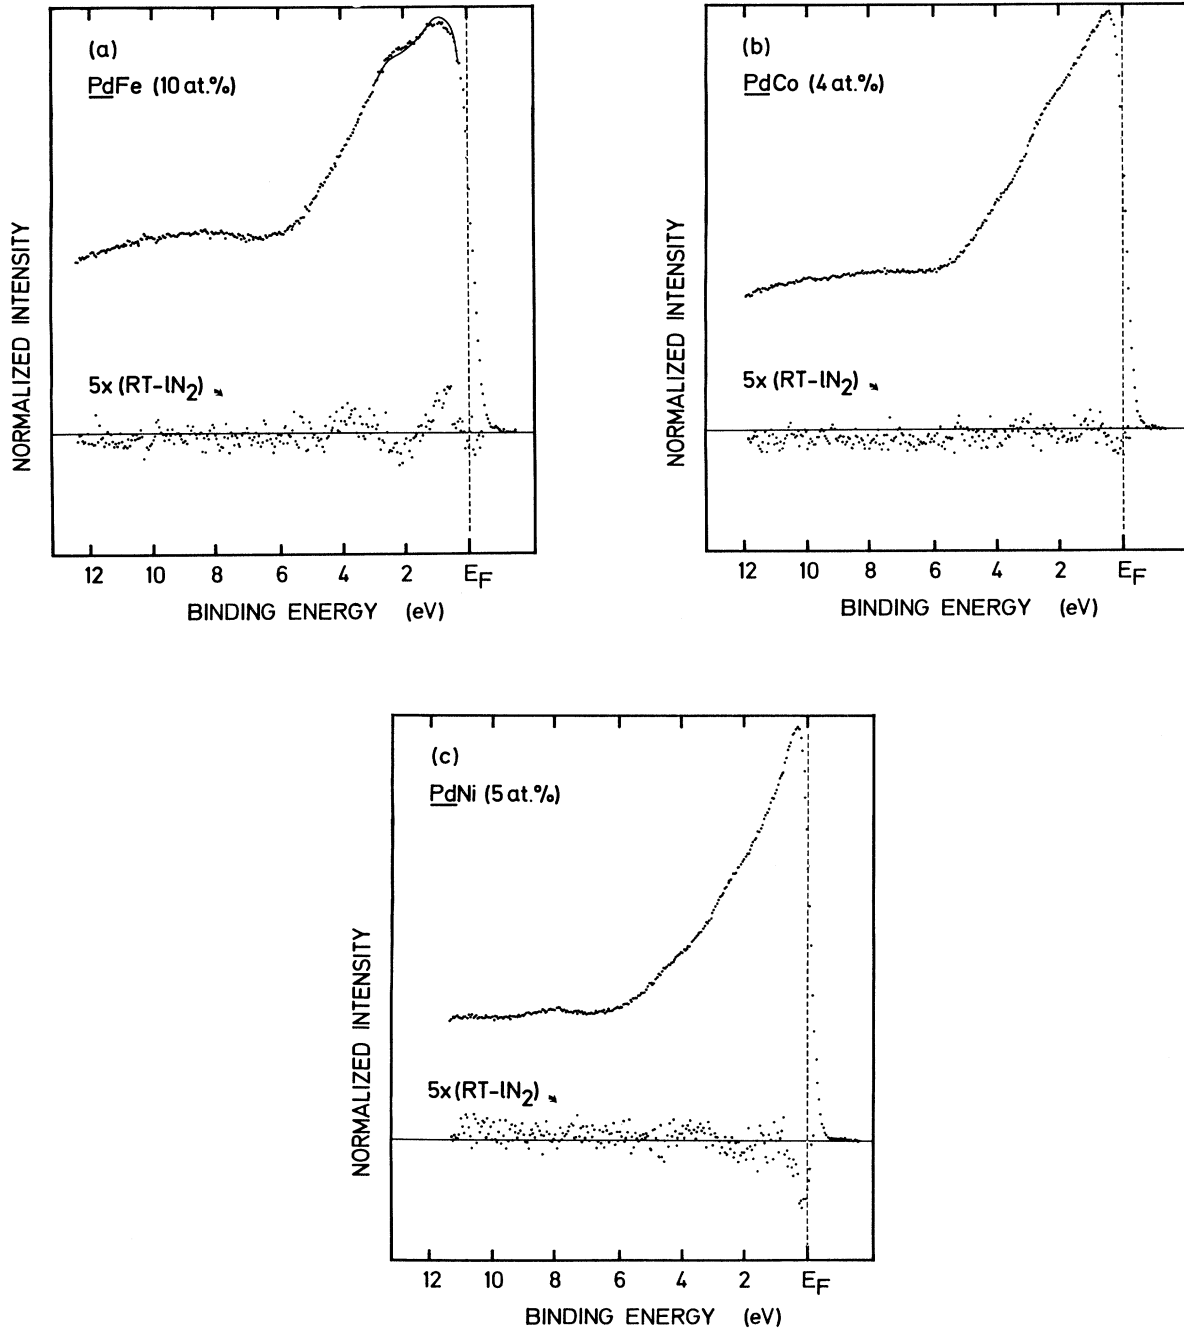 (a)
PdFe (10 at.%)
5x (RT-lN2)
NORMALIZED INTENSITY
12 10 8 6 4 2 EF
BINDING ENERGY (eV)
(b)
PdCo (4 at.%)
5x (RT-lN2)
NORMALIZED INTENSITY
12 10 8 6 4 2 EF
BINDING ENERGY (eV)
(c)
PdNi (5 at.%)
5x (RT-lN2)
NORMALIZED INTENSITY
12 10 8 6 4 2 EF
BINDING ENERGY (eV)